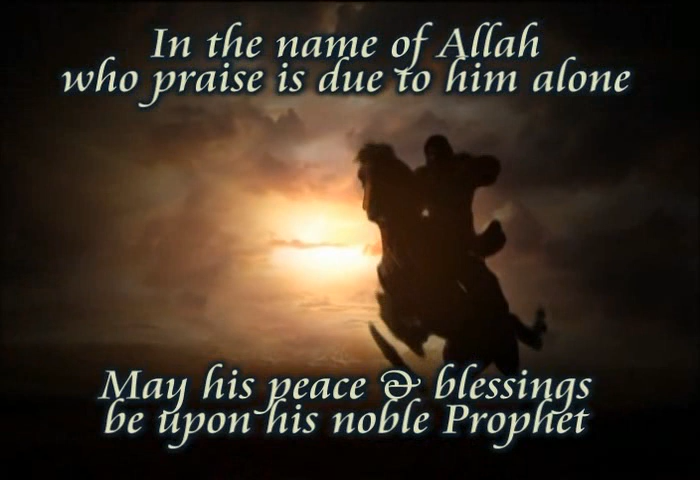 In the name of Allah
who praise is due to him alone
May his peace & blessings
be upon his noble Prophet